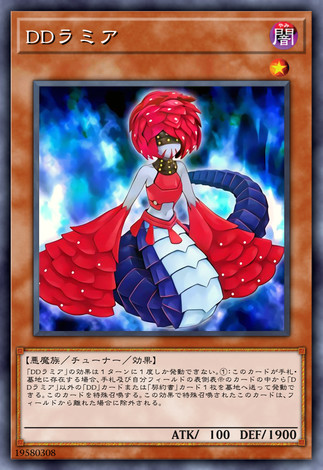 DDラミア
闇
やみ
【悪魔族／チューナー／効果】
「DDラミア」の効果は１ターンに１度しか発動できない。①：このカードが手札・
墓地に存在する場合、手札及び自分フィールドの表側表示のカードの中から「Ｄ
Ｄラミア」以外の「DD」カードまたは「契約書」カード１枚を墓地へ送って発動で
きる。このカードを特殊召喚する。この効果で特殊召喚されたこのカードは、フィ
ールドから離れた場合に除外される。
ATK/ 100 DEF/1900
19580308